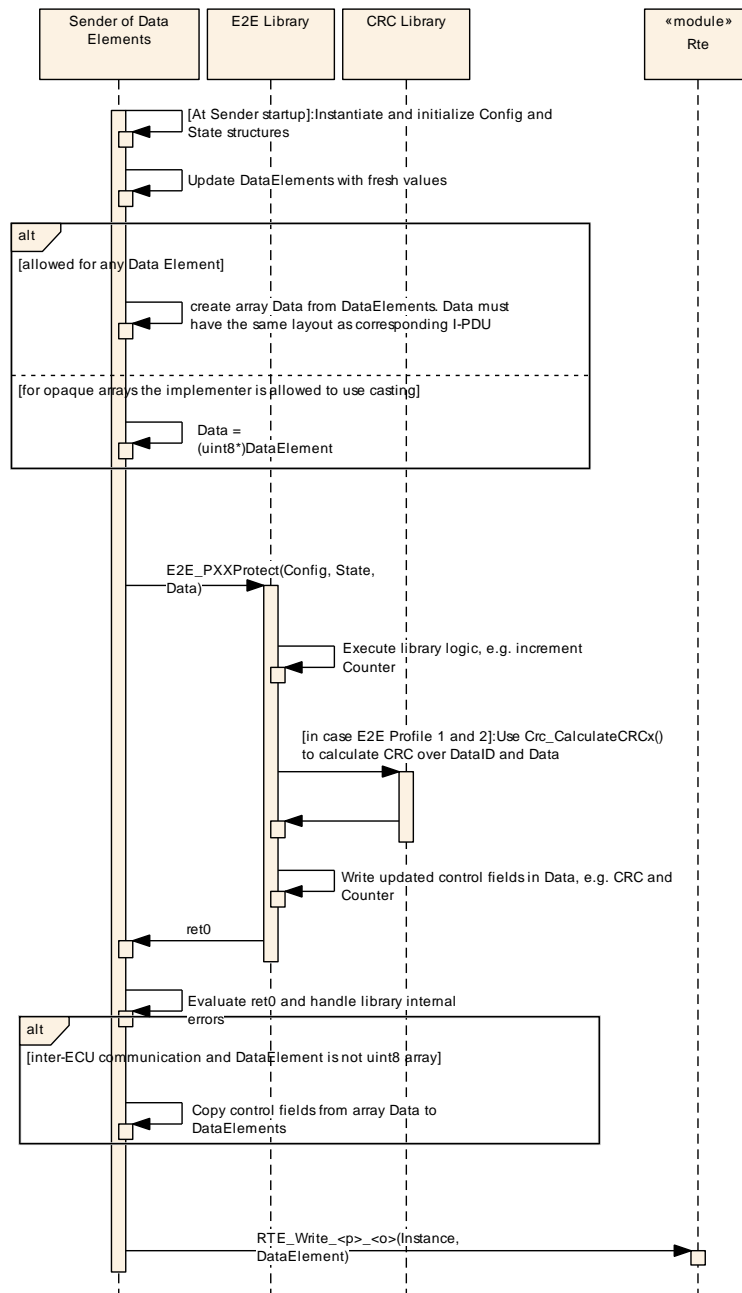 Sender of Data
Elements
E2E Library
CRC Library
«module»
Rte
[At Sender startup]:Instantiate and initialize Config and
State structures
Update DataElements with fresh values
alt
[allowed for any Data Element]
create array Data from DataElements. Data must
have the same layout as corresponding I-PDU
[for opaque arrays the implementer is allowed to use casting]
Data =
(uint8*)DataElement
E2E_PXXProtect(Config, State,
Data)
Execute library logic, e.g. increment
Counter
[in case E2E Profile 1 and 2]:Use Crc_CalculateCRCx()
to calculate CRC over DataID and Data
Write updated control fields in Data, e.g. CRC and
Counter
ret0
Evaluate ret0 and handle library internal
errors
alt
[inter-ECU communication and DataElement is not uint8 array]
Copy control fields from array Data to
DataElements
RTE_Write_<p>_<o>(Instance,
DataElement)